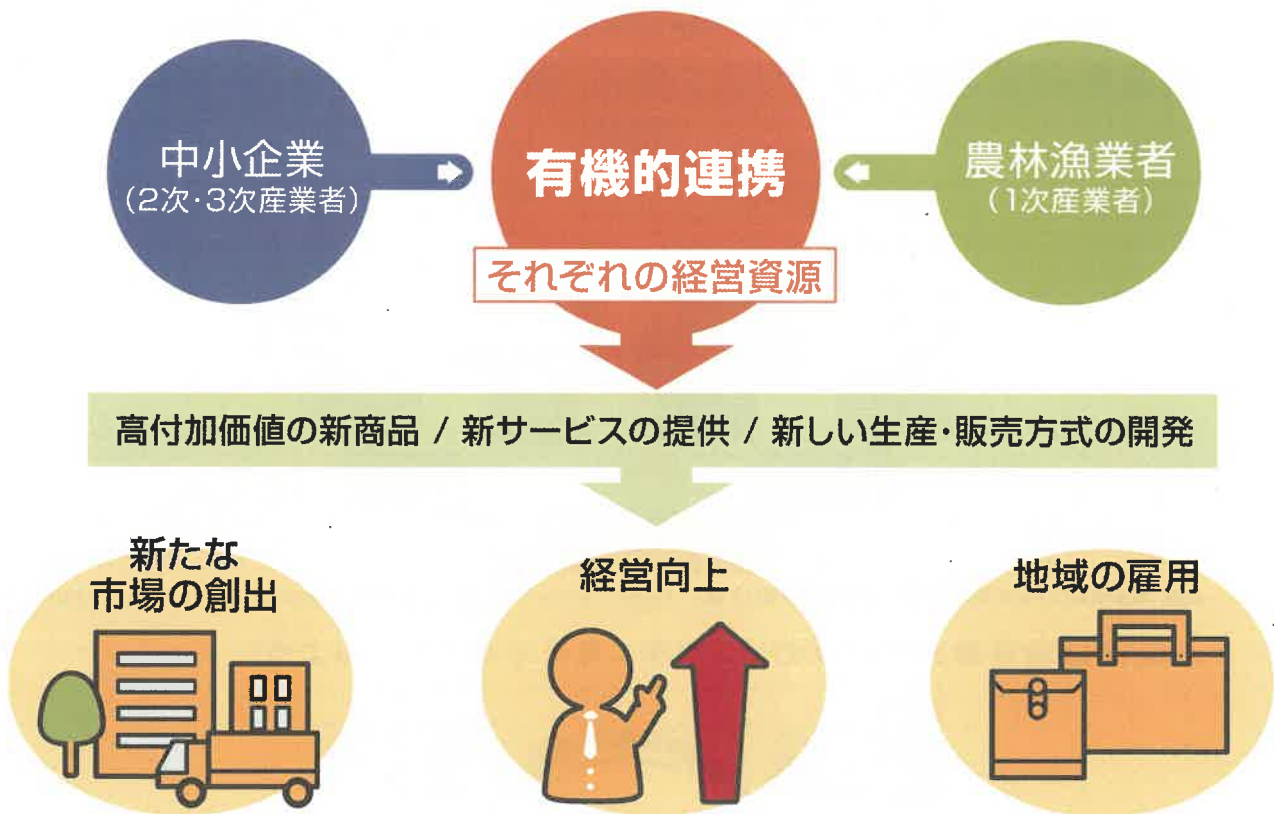 中小企業
（2次・3次産業者）
有機的連携
それぞれの経営資源
農林漁業者
（1次産業者）
高付加価値の新商品 / 新サービスの提供 / 新しい生産・販売方式の開発
新たな
市場の創出
経営向上
地域の雇用